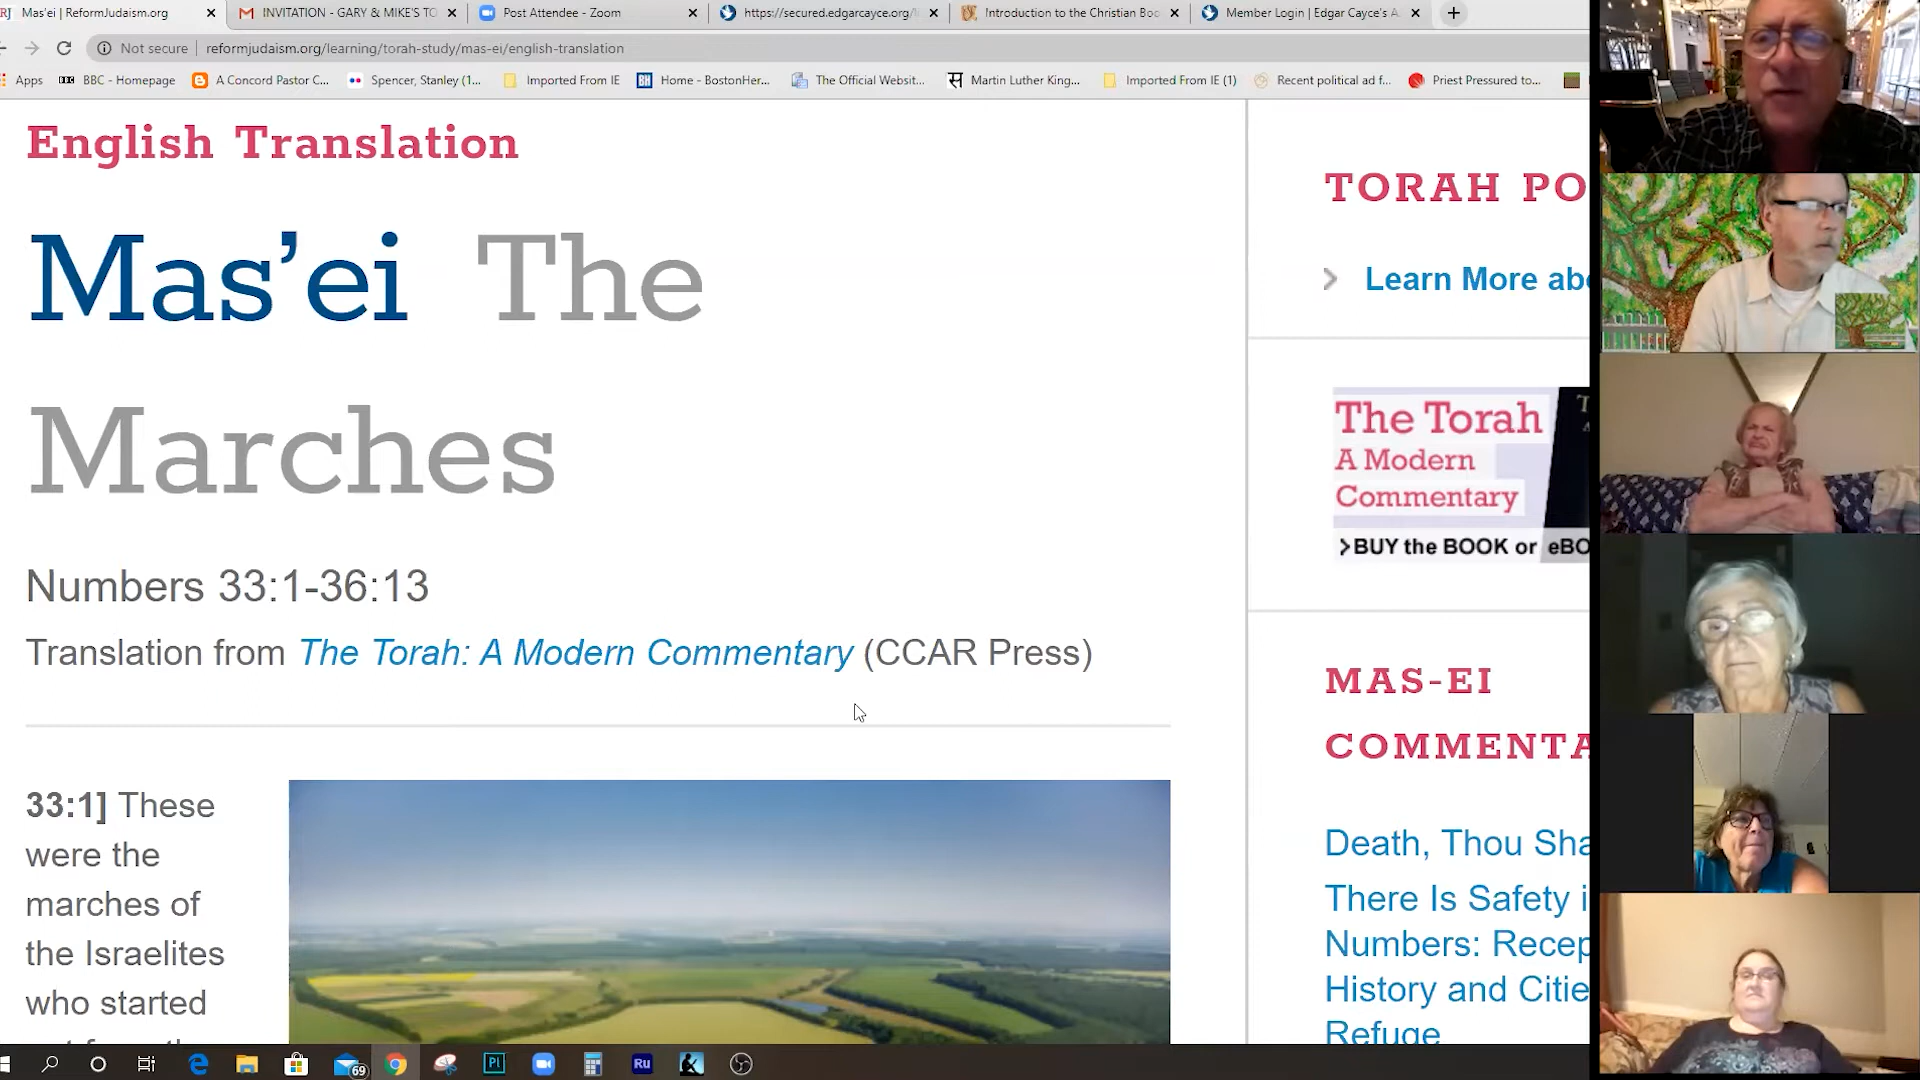 Mas'ei | ReformJudaism.org
INVITATION - GARY & MIKE'S TO
Post Attendee - Zoom
https://secured.edgarcayce.org/
Introduction to the Christian Boo
Member Login | Edgar Cayce's A
Not secure
reformjudaism.org/learning/torah-study/mas-ei/english-translation
Apps
BBC - Homepage
A Concord Pastor C...
Spencer, Stanley (1...
Imported From IE
Home - BostonHer...
The Official Websit...
Martin Luther King...
Imported From IE (1)
Recent political ad f...
Priest Pressured to...
English Translation
Mas'ei The
Marches
Numbers 33:1-36:13
Translation from The Torah: A Modern Commentary (CCAR Press)
33:1] These
were the
marches of
the Israelites
who started
TORAH PO
Learn More abo
The Torah
A Modern
Commentary
>BUY the BOOK or eBO
MAS-EI
COMMENTA
Death, Thou Sha
There Is Safety i
Numbers: Recep
History and Citie
Refuge
69
Pl
Ru